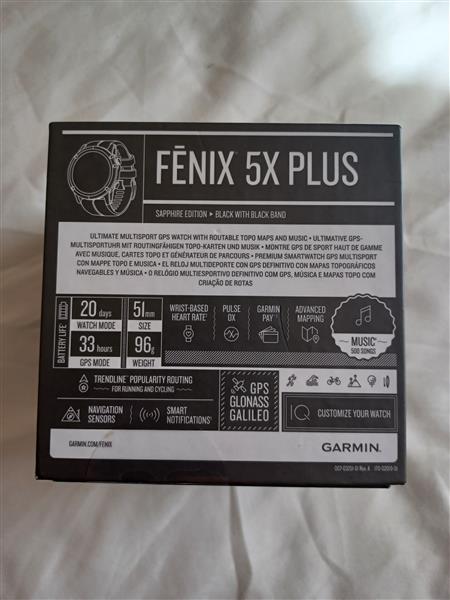 FĒNIX 5X PLUS
SAPPHIRE EDITION ▸ BLACK WITH BLACK BAND
ULTIMATE MULTISPORT GPS WATCH WITH ROUTABLE TOPO MAPS AND MUSIC • ULTIMATIVE GPS-
MULTISPORTUHR MIT ROUTINGFÄHIGEN TOPO-KARTEN UND MUSIK • MONTRE GPS DE SPORT HAUT DE GAMME
AVEC MUSIQUE, CARTES TOPO ET GÉNÉRATEUR DE PARCOURS • PREMIUM SMARTWATCH GPS MULTISPORT
CON MAPPE TOPO E MUSICA • EL RELOJ MULTIDEPORTE CON GPS DEFINITIVO CON MAPAS TOPOGRÁFICOS
NAVEGABLES Y MÚSICA • O RELÓGIO MULTIESPORTIVO DEFINITIVO COM GPS, MÚSICA E MAPAS TOPO COM
CRIAÇÃO DE ROTAS
BATTERY LIFE
20 days
WATCH MODE
33 hours
GPS MODE
51mm
SIZE
96g
WEIGHT
WRIST-BASED
HEART RATE
PULSE
OX
GARMIN
PAY
ADVANCED
MAPPING
MUSIC
500 SONGS
TRENDLINE POPULARITY ROUTING
FOR RUNNING AND CYCLING
NAVIGATION
SENSORS
SMART
NOTIFICATIONS
GPS
GLONASS
GALILEO
IQ
CUSTOMIZE YOUR WATCH
GARMIN.COM/FENIX
GARMIN